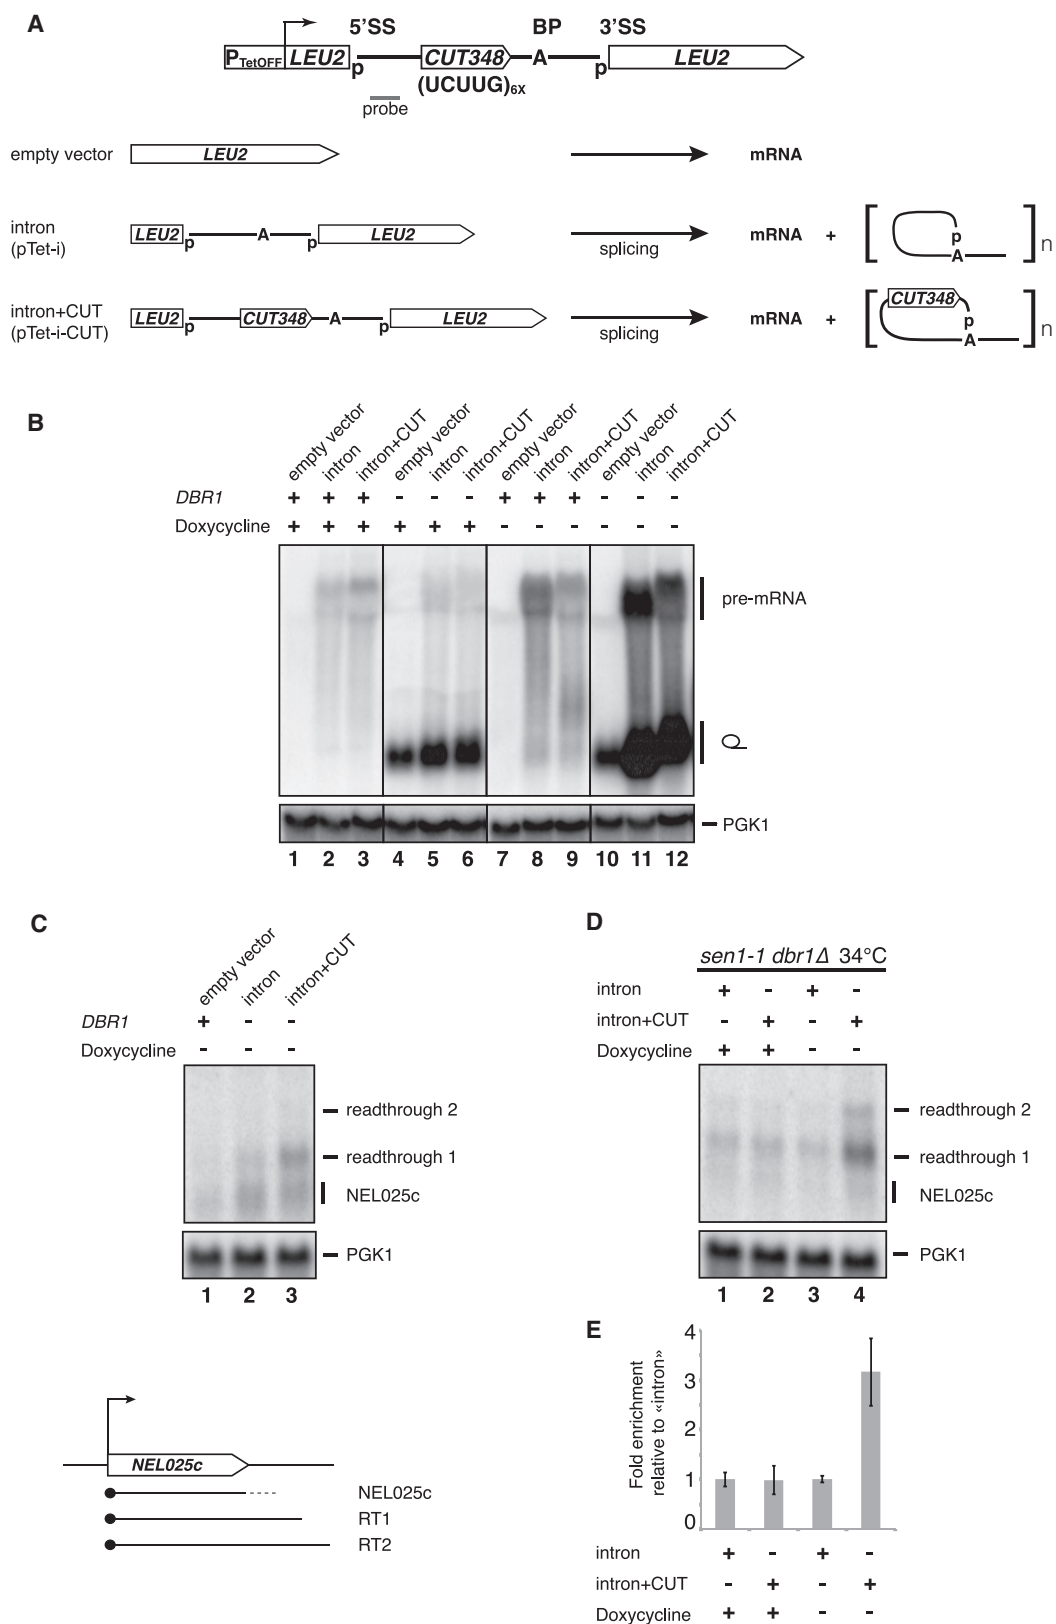 A
5'SS BP 3'SS
PTetOFF LEU2 p CUT348 A p LEU2
(UCUUG)6X
probe
empty vector LEU2 mRNA
intron
(pTet-i)
LEU2 p A p LEU2 splicing mRNA + [ p A ] n
intron+CUT
(pTet-i-CUT)
LEU2 p CUT348 A p LEU2 splicing mRNA + [ CUT348 p A ] n
B
empty vector intron intron+CUT empty vector intron intron+CUT empty vector intron intron+CUT empty vector intron intron+CUT
DBR1 + + + - - - + + + - - -
Doxycycline + + + + + + - - - - - -
pre-mRNA
PGK1
1 2 3 4 5 6 7 8 9 10 11 12
C
empty vector intron intron+CUT
DBR1 + - -
Doxycycline - - -
readthrough 2
readthrough 1
NEL025c
PGK1
1 2 3
NEL025c
NEL025c
RT1
RT2
D
sen1-1 dbr1Δ 34°C
intron + - + -
intron+CUT - + - +
Doxycycline + + - -
readthrough 2
readthrough 1
NEL025c
PGK1
1 2 3 4
E
Fold enrichment
relative to «intron»
4
3
2
1
0
intron + - + -
intron+CUT - + - +
Doxycycline + + - -